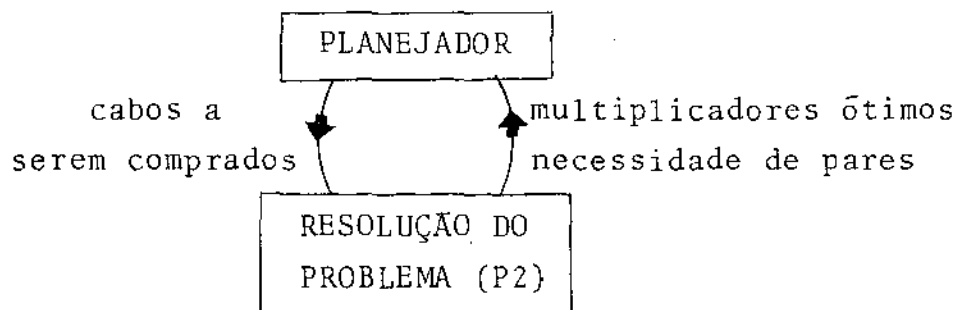 PLANEJADOR
cabos a
serem comprados
multiplicadores ótimos
necessidade de pares
RESOLUÇÃO DO
PROBLEMA (P2)